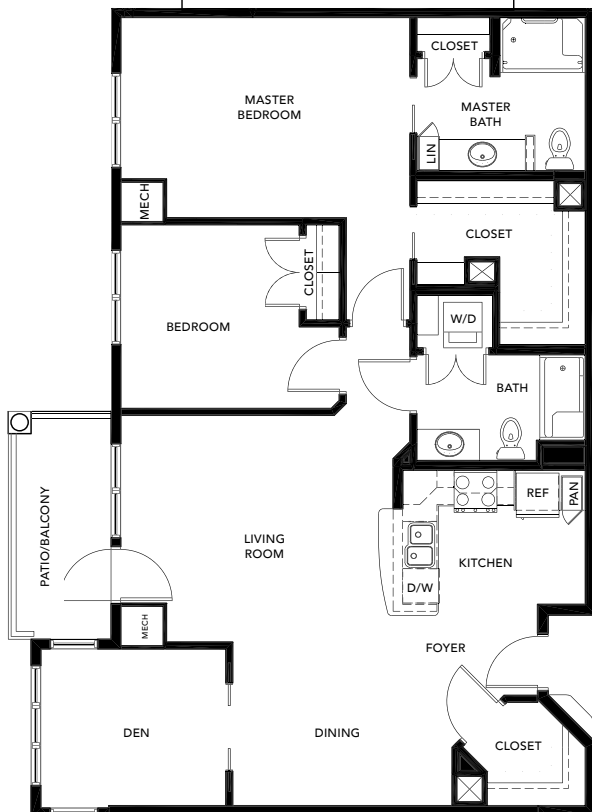 CLOSET
MASTER
BEDROOM
MASTER
BATH
LIN
MECH
CLOSET
CLOSET
BEDROOM
W/D
BATH
REF
PAN
PATIO/BALCONY
LIVING
ROOM
KITCHEN
D/W
MECH
FOYER
DEN
DINING
CLOSET